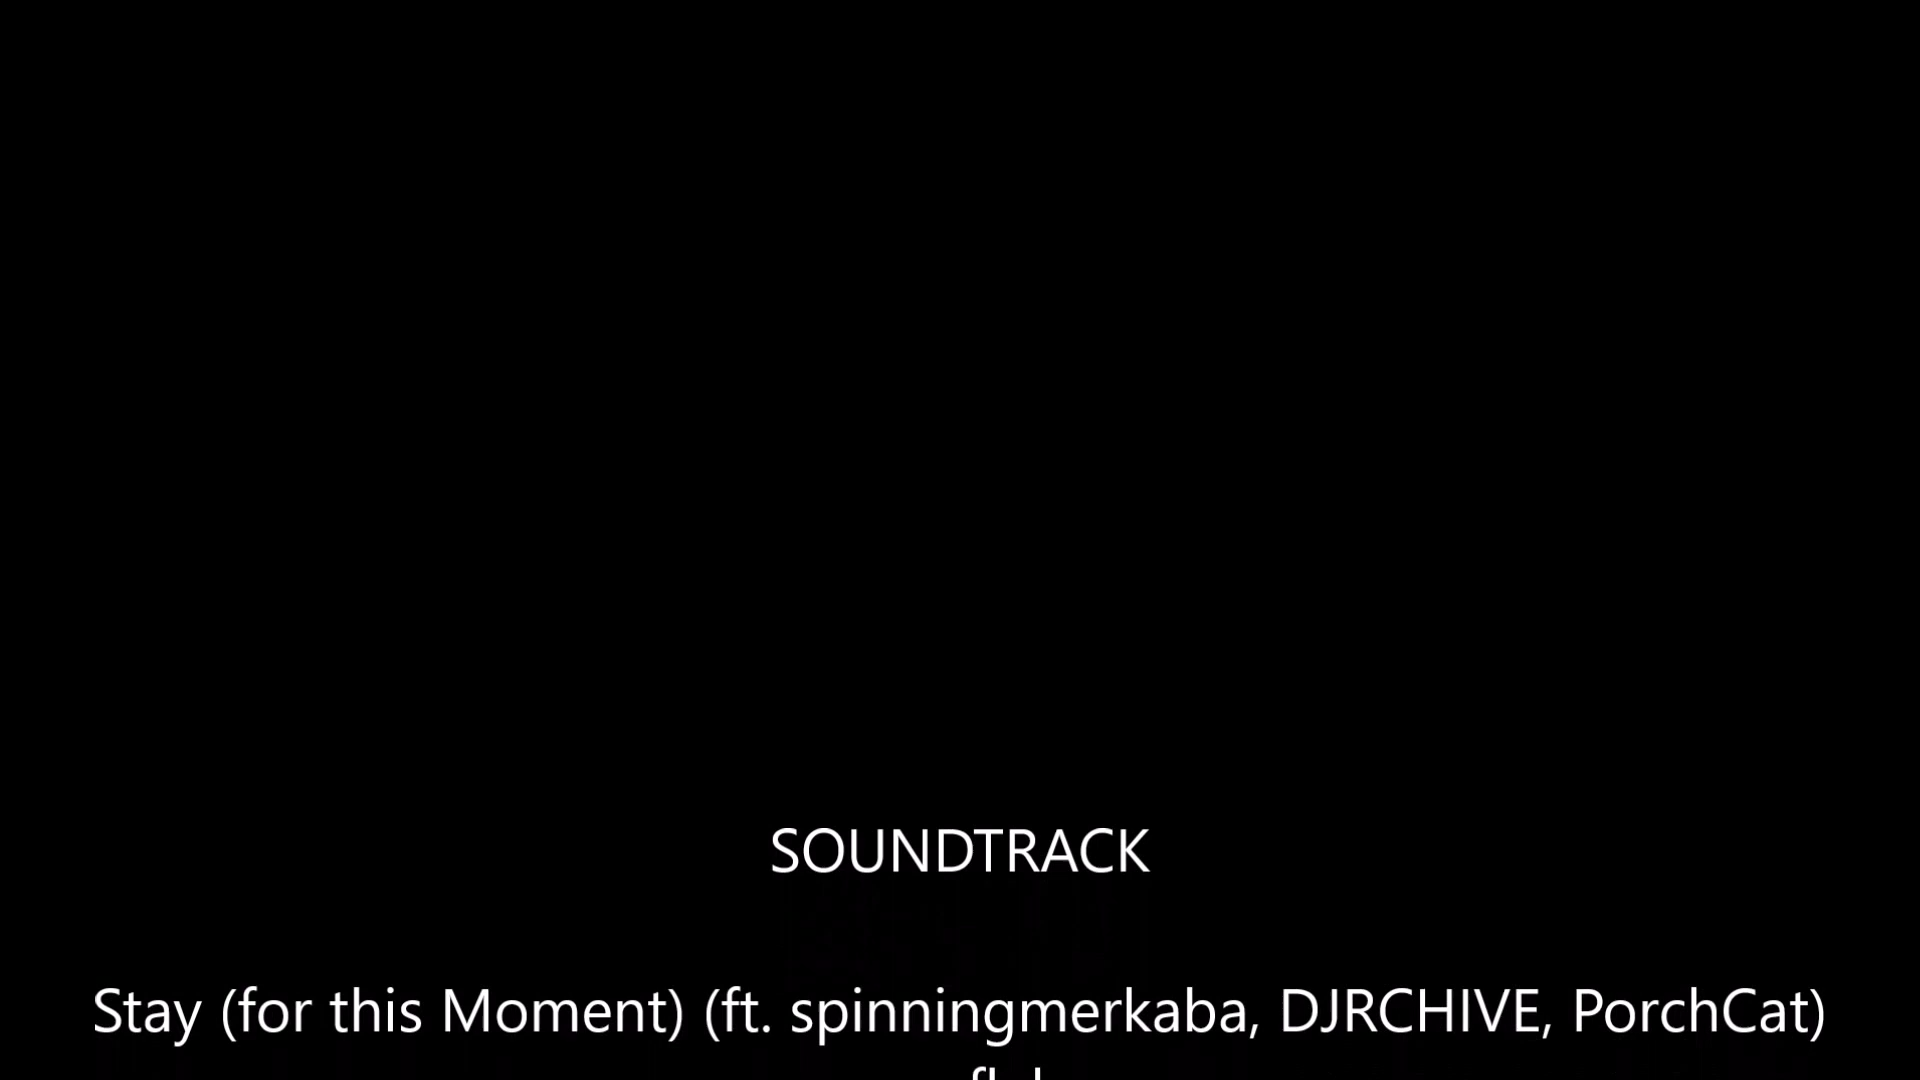 SOUNDTRACK
Stay (for this Moment) (ft. spinningmerkaba, DJRCHIVE, PorchCat)